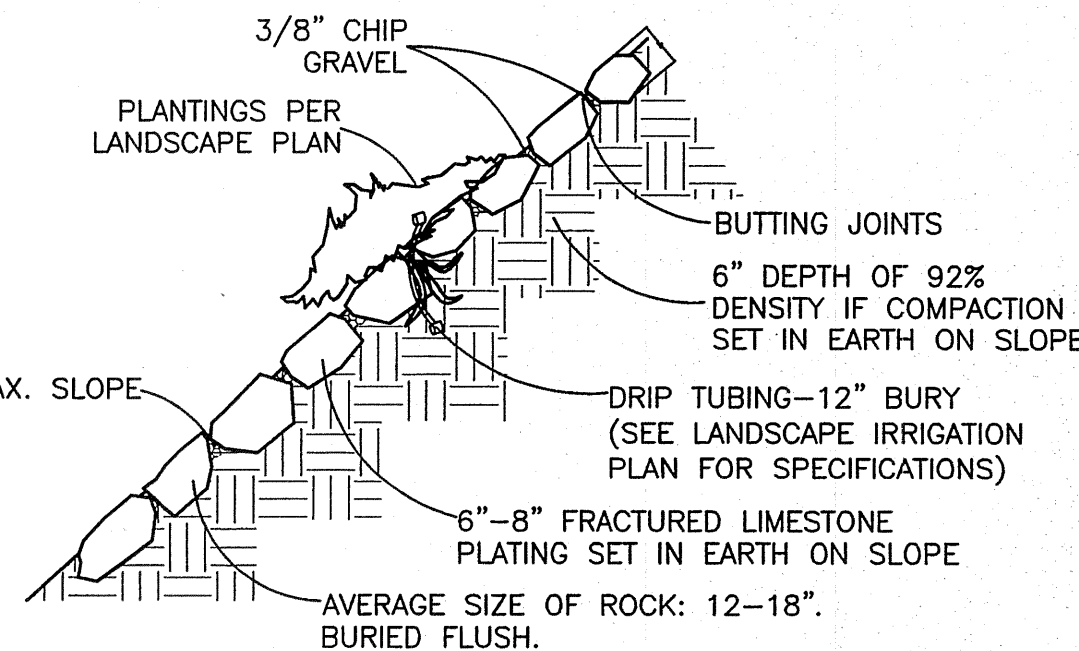 3/8" CHIP
GRAVEL
PLANTINGS PER
LANDSCAPE PLAN
BUTTING JOINTS
6" DEPTH OF 92%
DENSITY IF COMPACTION
SET IN EARTH ON SLOPE
SLOPE
DRIP TUBING-12" BURY
(SEE LANDSCAPE IRRIGATION
PLAN FOR SPECIFICATIONS)
6"-8" FRACTURED LIMESTONE
PLATING SET IN EARTH ON SLOPE
AVERAGE SIZE OF ROCK: 12-18".
BURIED FLUSH.